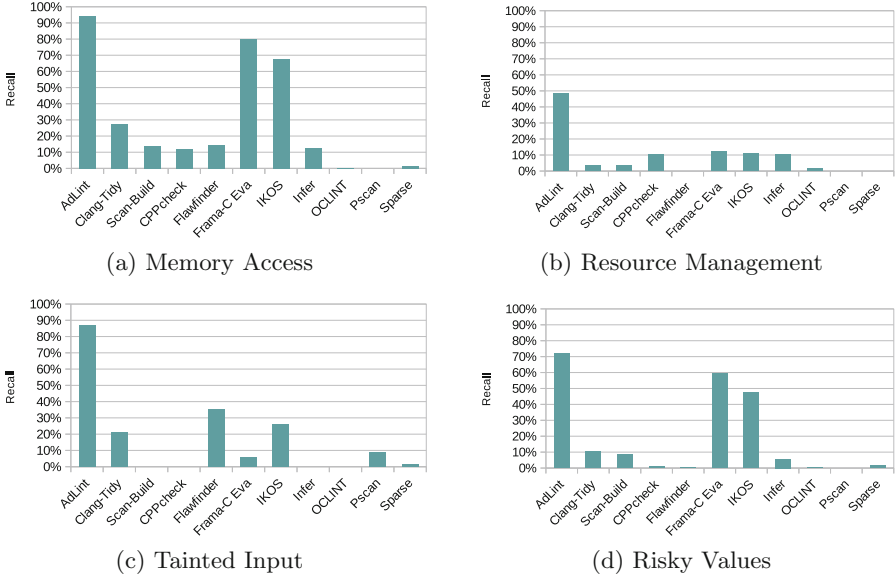 100%
90%
80%
70%
60%
50%
40%
30%
20%
10%
0%
Recall
AdLint
Clang-Tidy
Scan-Build
CPPcheck
Flawfinder
Frama-C Eva
IKOS
Infer
OCLINT
Pscan
Sparse
(a) Memory Access
100%
90%
80%
70%
60%
50%
40%
30%
20%
10%
0%
Recall
AdLint
Clang-Tidy
Scan-Build
CPPcheck
Flawfinder
Frama-C Eva
IKOS
Infer
OCLINT
Pscan
Sparse
(b) Resource Management
100%
90%
80%
70%
60%
50%
40%
30%
20%
10%
0%
Recall
AdLint
Clang-Tidy
Scan-Build
CPPcheck
Flawfinder
Frama-C Eva
IKOS
Infer
OCLINT
Pscan
Sparse
(c) Tainted Input
100%
90%
80%
70%
60%
50%
40%
30%
20%
10%
0%
Recall
AdLint
Clang-Tidy
Scan-Build
CPPcheck
Flawfinder
Frama-C Eva
IKOS
Infer
OCLINT
Pscan
Sparse
(d) Risky Values